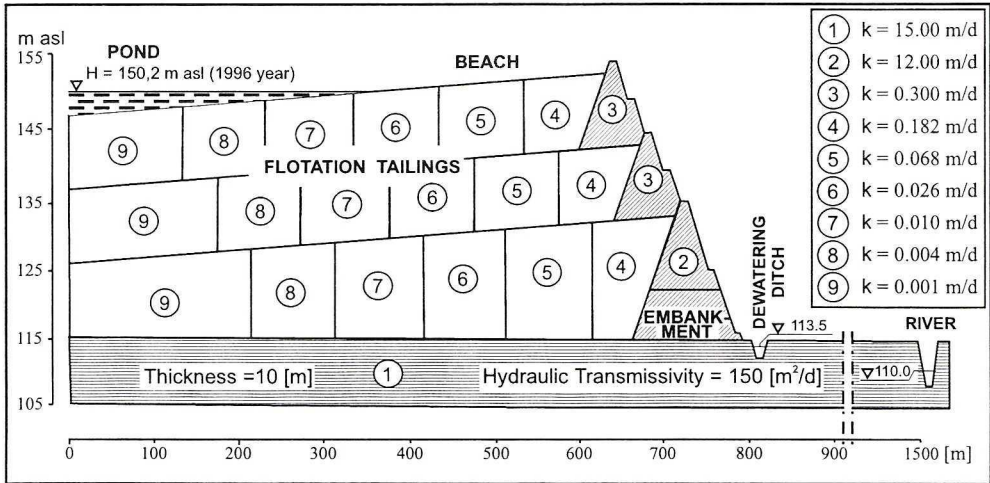 m asl
155
145
135
125
115
105
POND
H = 150,2 m asl (1996 year)
BEACH
9
8
7
6
5
4
3
FLOTATION TAILINGS
9
8
7
6
5
4
3
9
8
7
6
5
4
2
EMBANK-
MENT
DEWATERING
DITCH
113.5
RIVER
110.0
Thickness =10 [m]
1
Hydraulic Transmissivity = 150 [m²/d]
0 100 200 300 400 500 600 700 800 900 1500 [m]
1 k = 15.00 m/d
2 k = 12.00 m/d
3 k = 0.300 m/d
4 k = 0.182 m/d
5 k = 0.068 m/d
6 k = 0.026 m/d
7 k = 0.010 m/d
8 k = 0.004 m/d
9 k = 0.001 m/d